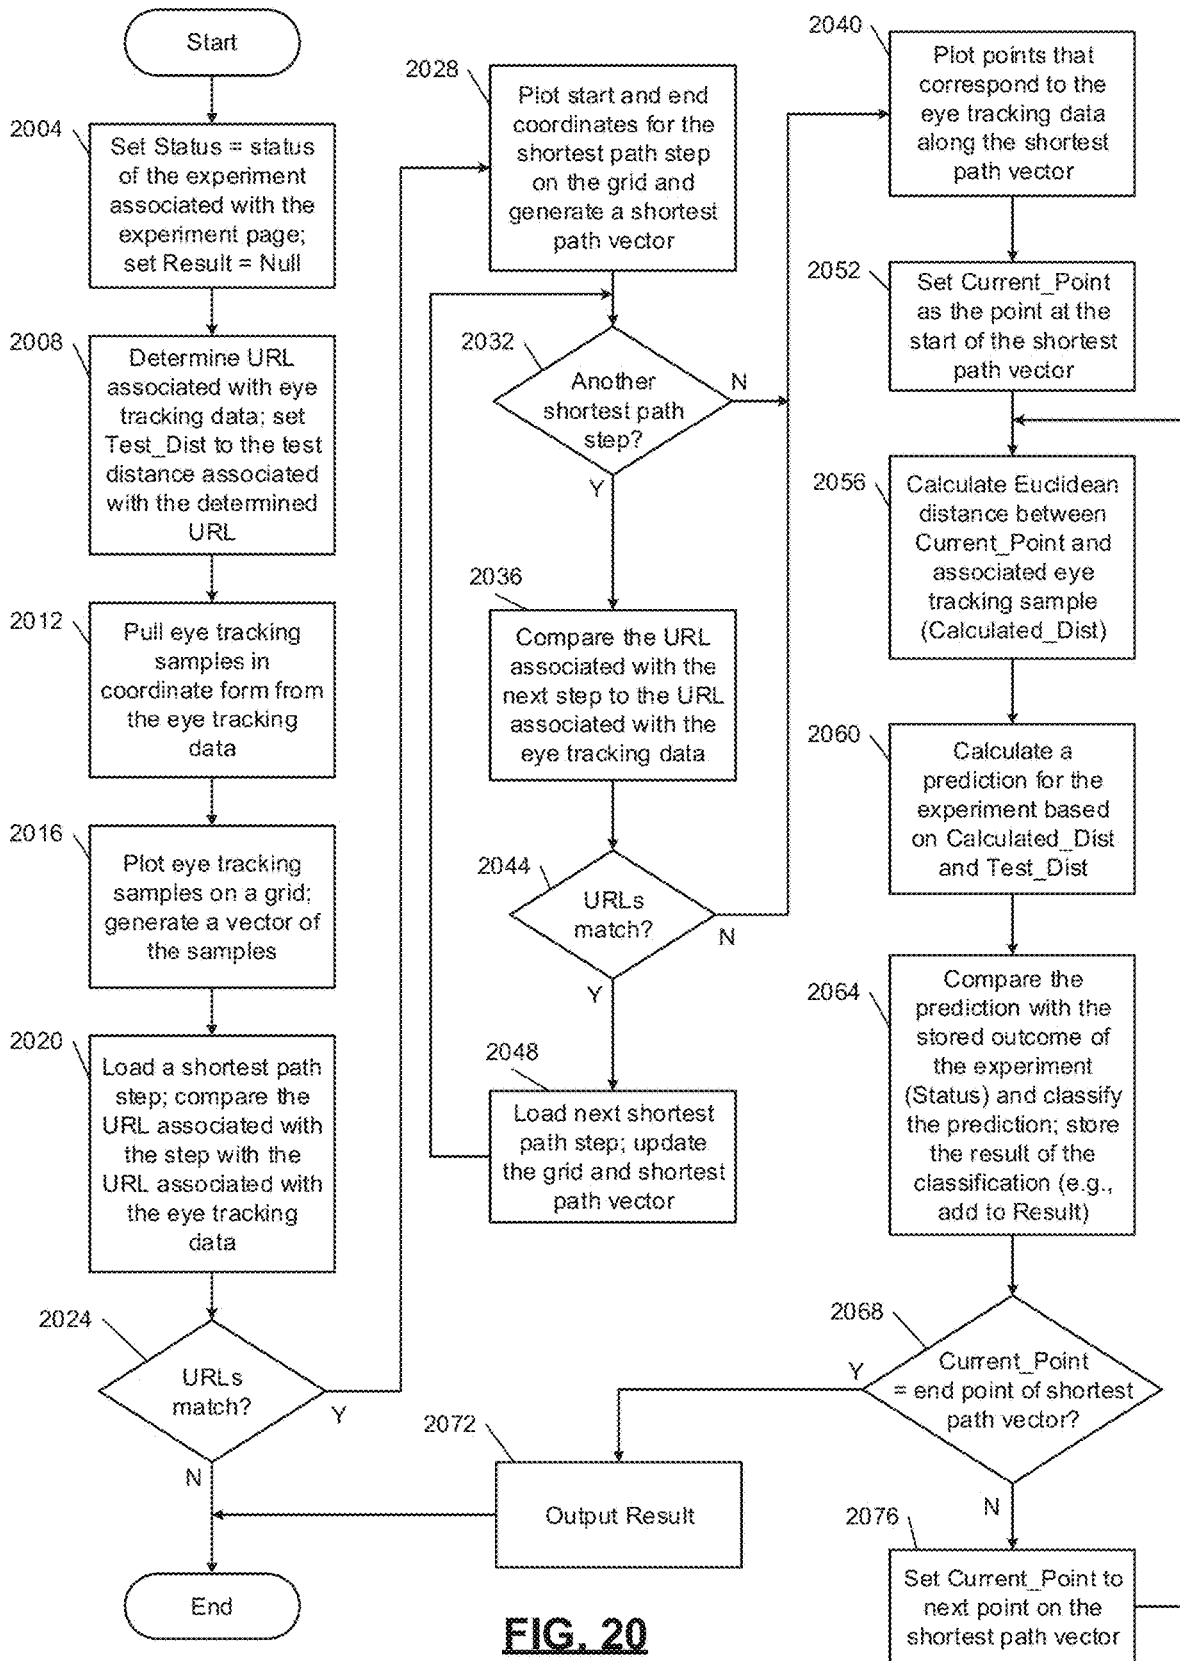 Start
2004
Set Status = status
of the experiment
associated with the
experiment page;
set Result = Null
2008
Determine URL
associated with eye
tracking data; set
Test_Dist to the test
distance associated
with the determined
URL
2012
Pull eye tracking
samples in
coordinate form from
the eye tracking
data
2016
Plot eye tracking
samples on a grid;
generate a vector of
the samples
2020
Load a shortest path
step; compare the
URL associated with
the step with the
URL associated with
the eye tracking
data
2024
URLs
match?
Y
N
End
2028
Plot start and end
coordinates for the
shortest path step
on the grid and
generate a shortest
path vector
2032
Another
shortest path
step?
N
Y
2036
Compare the URL
associated with the
next step to the URL
associated with the
eye tracking data
2044
URLs
match?
N
Y
2048
Load next shortest
path step; update
the grid and shortest
path vector
2040
Plot points that
correspond to the
eye tracking data
along the shortest
path vector
2052
Set Current_Point
as the point at the
start of the shortest
path vector
2056
Calculate Euclidean
distance between
Current_Point and
associated eye
tracking sample
(Calculated_Dist)
2060
Calculate a
prediction for the
experiment based
on Calculated_Dist
and Test_Dist
2064
Compare the
prediction with the
stored outcome of
the experiment
(Status) and classify
the prediction; store
the result of the
classification (e.g.,
add to Result)
2068
Current_Point
= end point of shortest
path vector?
Y
N
2072
Output Result
2076
Set Current_Point to
next point on the
shortest path vector
FIG. 20